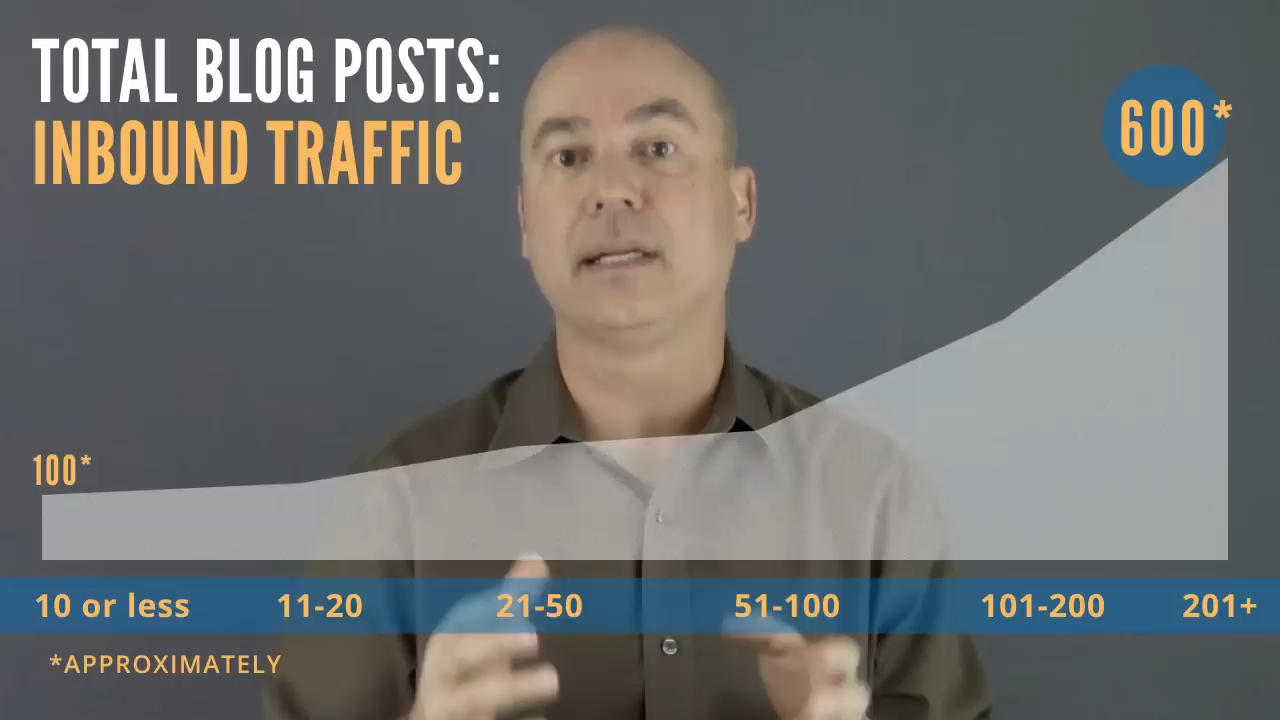 TOTAL BLOG POSTS:
INBOUND TRAFFIC
600*
100*
10 or less 11-20 21-50 51-100 101-200 201+
*APPROXIMATELY